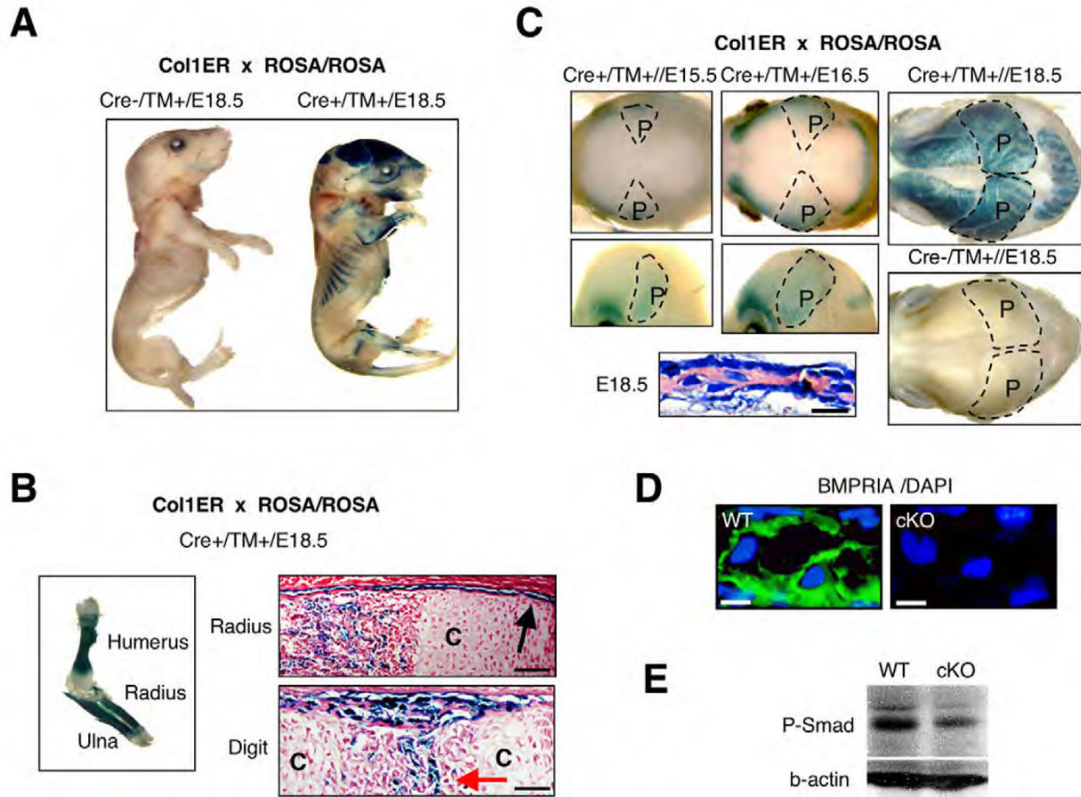 A
Col1ER x ROSA/ROSA
Cre-/TM+/E18.5 Cre+/TM+/E18.5
B
Col1ER x ROSA/ROSA
Cre+/TM+/E18.5
Humerus
Radius
Ulna
Radius
C
Digit
C
C
C
Col1ER x ROSA/ROSA
Cre+/TM+//E15.5 Cre+/TM+/E16.5 Cre+/TM+//E18.5
P
P
P
P
P
P
P
P
Cre-/TM+//E18.5
P
P
E18.5
D
BMPRIA /DAPI
WT
cKO
E
WT cKO
P-Smad
b-actin